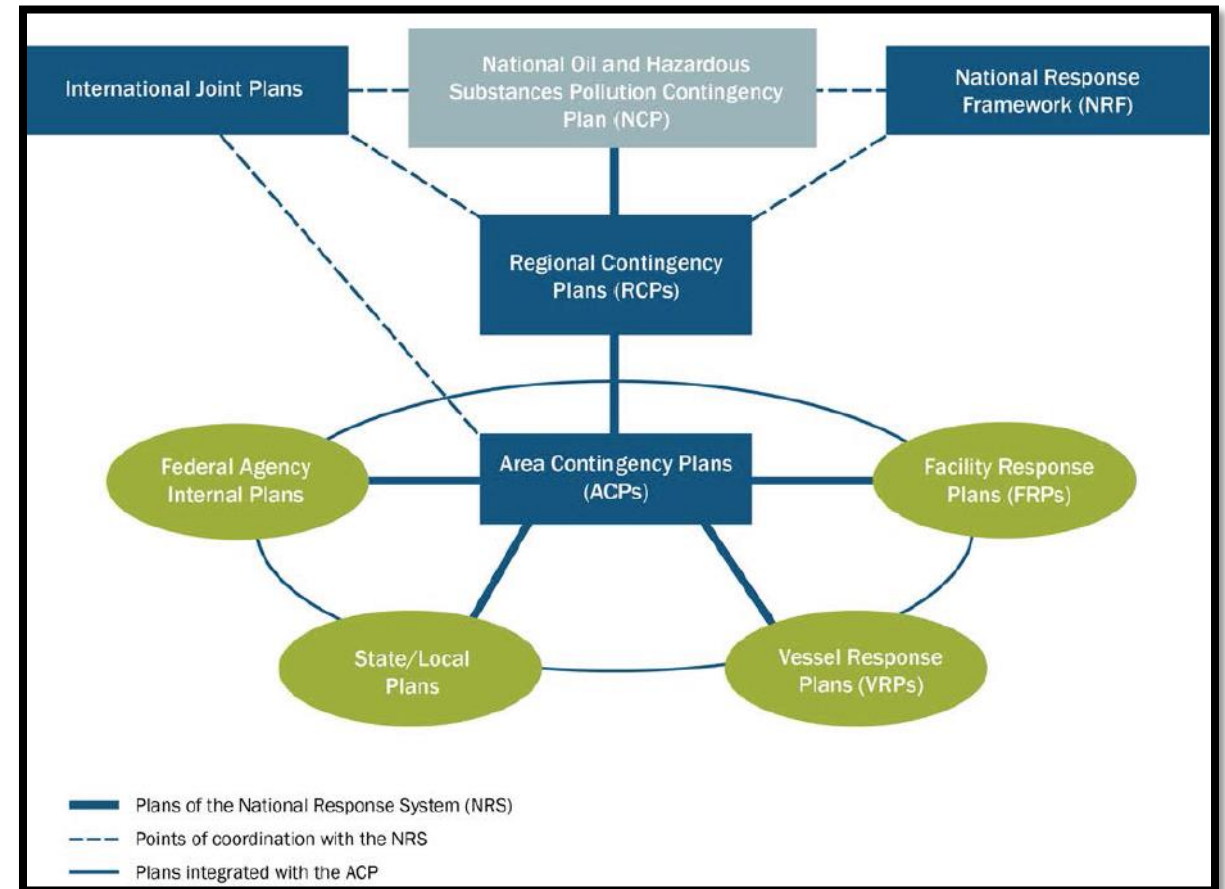 International Joint Plans
National Oil and Hazardous
Substances Pollution Contingency
Plan (NCP)
National Response
Framework (NRF)
Regional Contingency
Plans (RCPs)
Federal Agency
Internal Plans
Area Contingency Plans
(ACPs)
Facility Response
Plans (FRPs)
State/Local
Plans
Vessel Response
Plans (VRPs)
Plans of the National Response System (NRS)
Points of coordination with the NRS
Plans integrated with the ACP